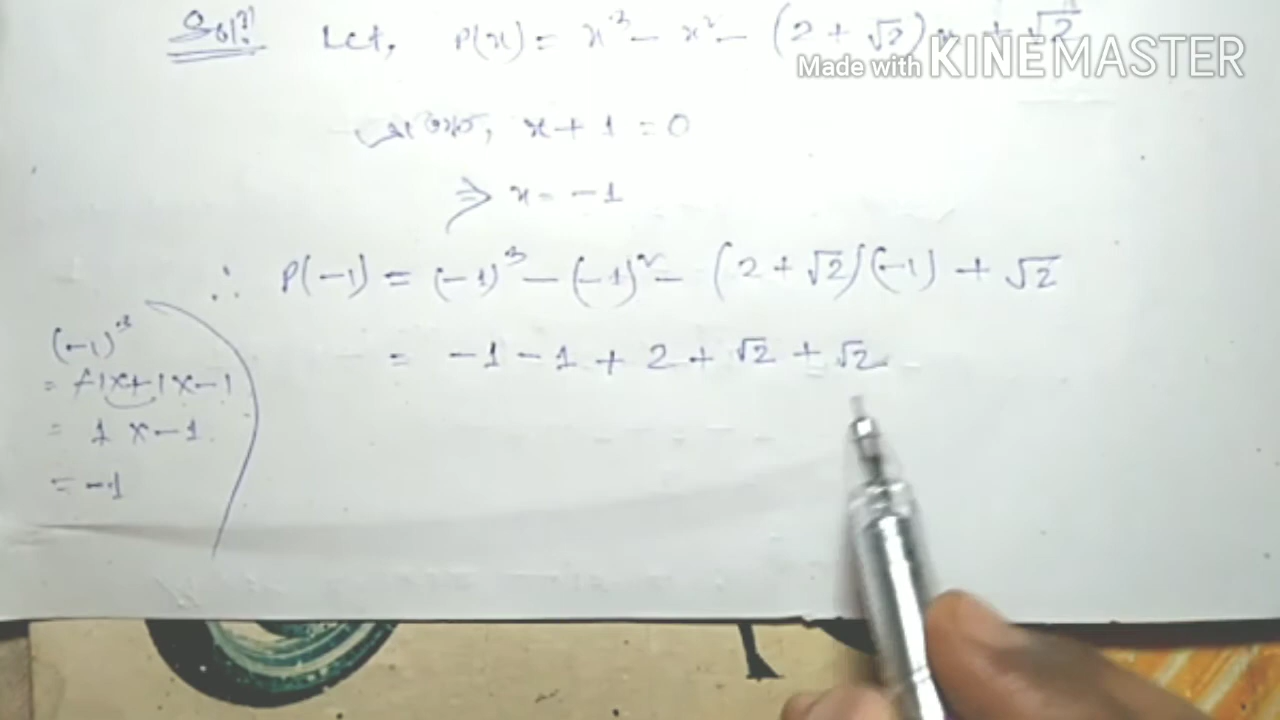 Sol?:
Let, P(x) = x³ - x² - (2 + √2)x + √2
Made with KINEMASTER
x + 1 = 0
⇒ x = -1
∴ P(-1) = (-1)³ - (-1)² - (2 + √2)(-1) + √2
= -1 - 1 + 2 + √2 + √2
(-1)³
= -1 x -1 x -1
= 1 x -1
= -1